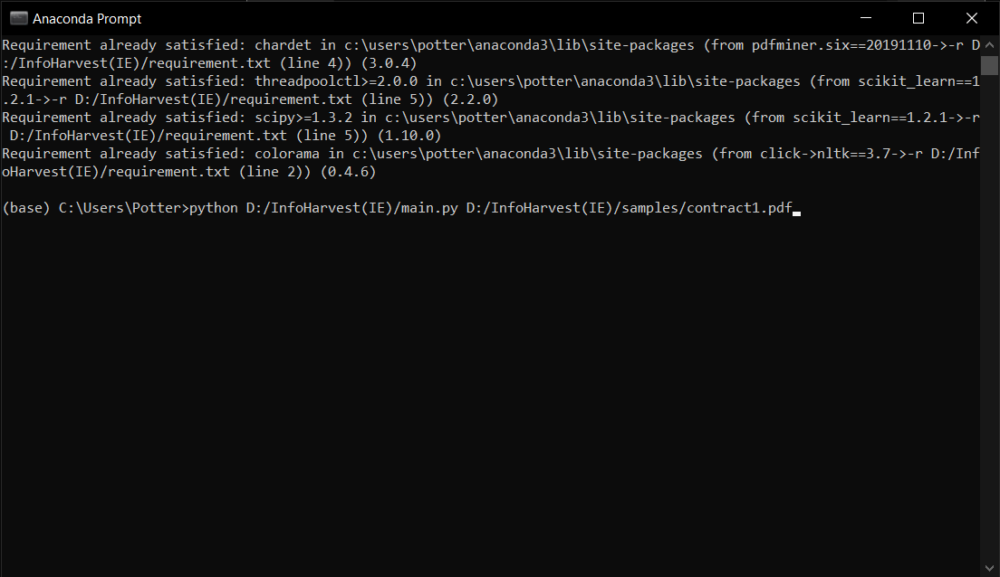 Anaconda Prompt
Requirement already satisfied: chardet in c:\users\potter\anaconda3\lib\site-packages (from pdfminer.six==20191110->-r D
:/InfoHarvest(IE)/requirement.txt (line 4)) (3.0.4)
Requirement already satisfied: threadpoolctl>=2.0.0 in c:\users\potter\anaconda3\lib\site-packages (from scikit_learn==1
.2.1->-r D:/InfoHarvest(IE)/requirement.txt (line 5)) (2.2.0)
Requirement already satisfied: scipy>=1.3.2 in c:\users\potter\anaconda3\lib\site-packages (from scikit_learn==1.2.1->-r
 D:/InfoHarvest(IE)/requirement.txt (line 5)) (1.10.0)
Requirement already satisfied: colorama in c:\users\potter\anaconda3\lib\site-packages (from click->nltk==3.7->-r D:/Inf
oHarvest(IE)/requirement.txt (line 2)) (0.4.6)
(base) C:\Users\Potter>python D:/InfoHarvest(IE)/main.py D:/InfoHarvest(IE)/samples/contract1.pdf